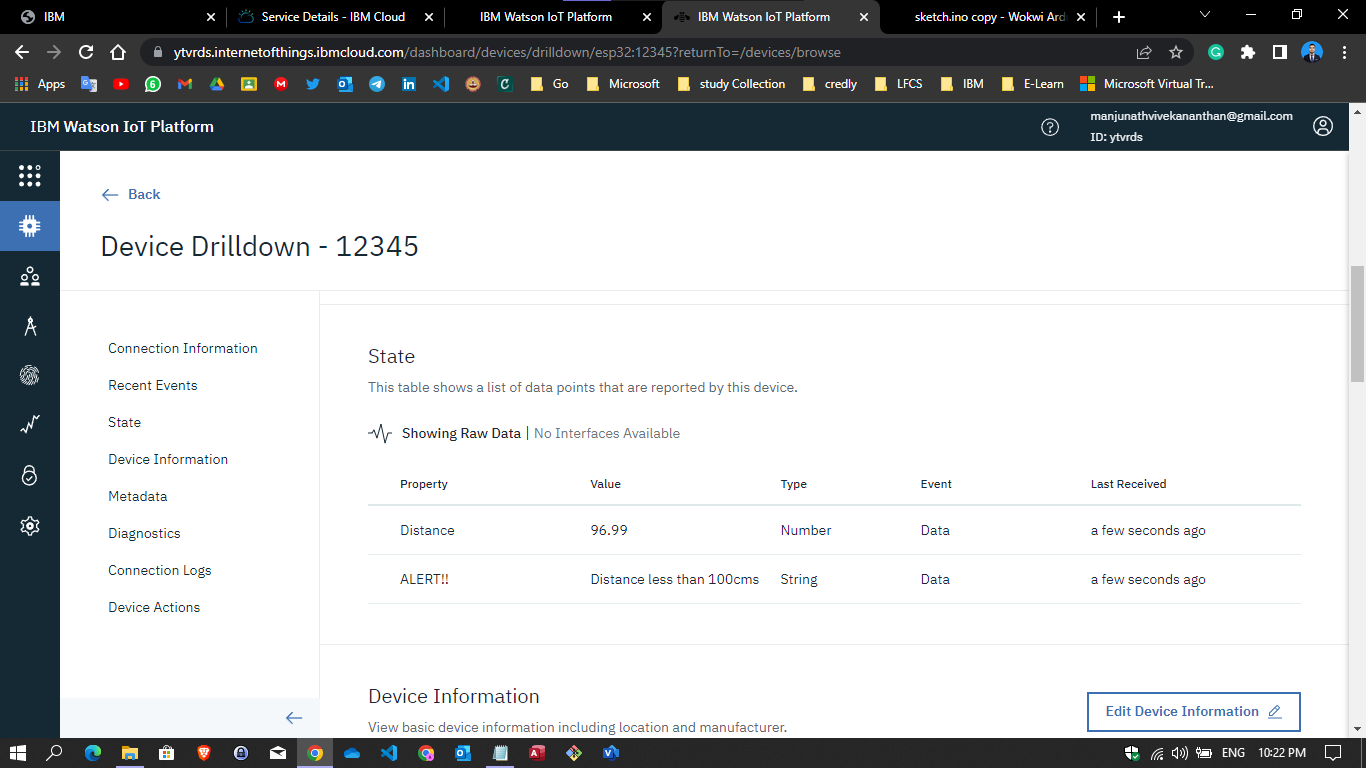 IBM
Service Details - IBM Cloud
IBM Watson IoT Platform
IBM Watson IoT Platform
sketch.ino copy - Wokwi Ard
ytvrds.internetofthings.ibmcloud.com/dashboard/devices/drilldown/esp32:12345?returnTo=/devices/browse
Apps
Go
Microsoft
study Collection
credly
LFCS
IBM
E-Learn
Microsoft Virtual Tr...
IBM Watson IoT Platform
manjunathvivekananthan@gmail.com
ID: ytvrds
Back
Device Drilldown - 12345
Connection Information
Recent Events
State
Device Information
Metadata
Diagnostics
Connection Logs
Device Actions
State
This table shows a list of data points that are reported by this device.
Showing Raw Data | No Interfaces Available
Property Value Type Event Last Received
Distance 96.99 Number Data a few seconds ago
ALERT!! Distance less than 100cms String Data a few seconds ago
Device Information
Edit Device Information
View basic device information including location and manufacturer.
ENG 10:22 PM